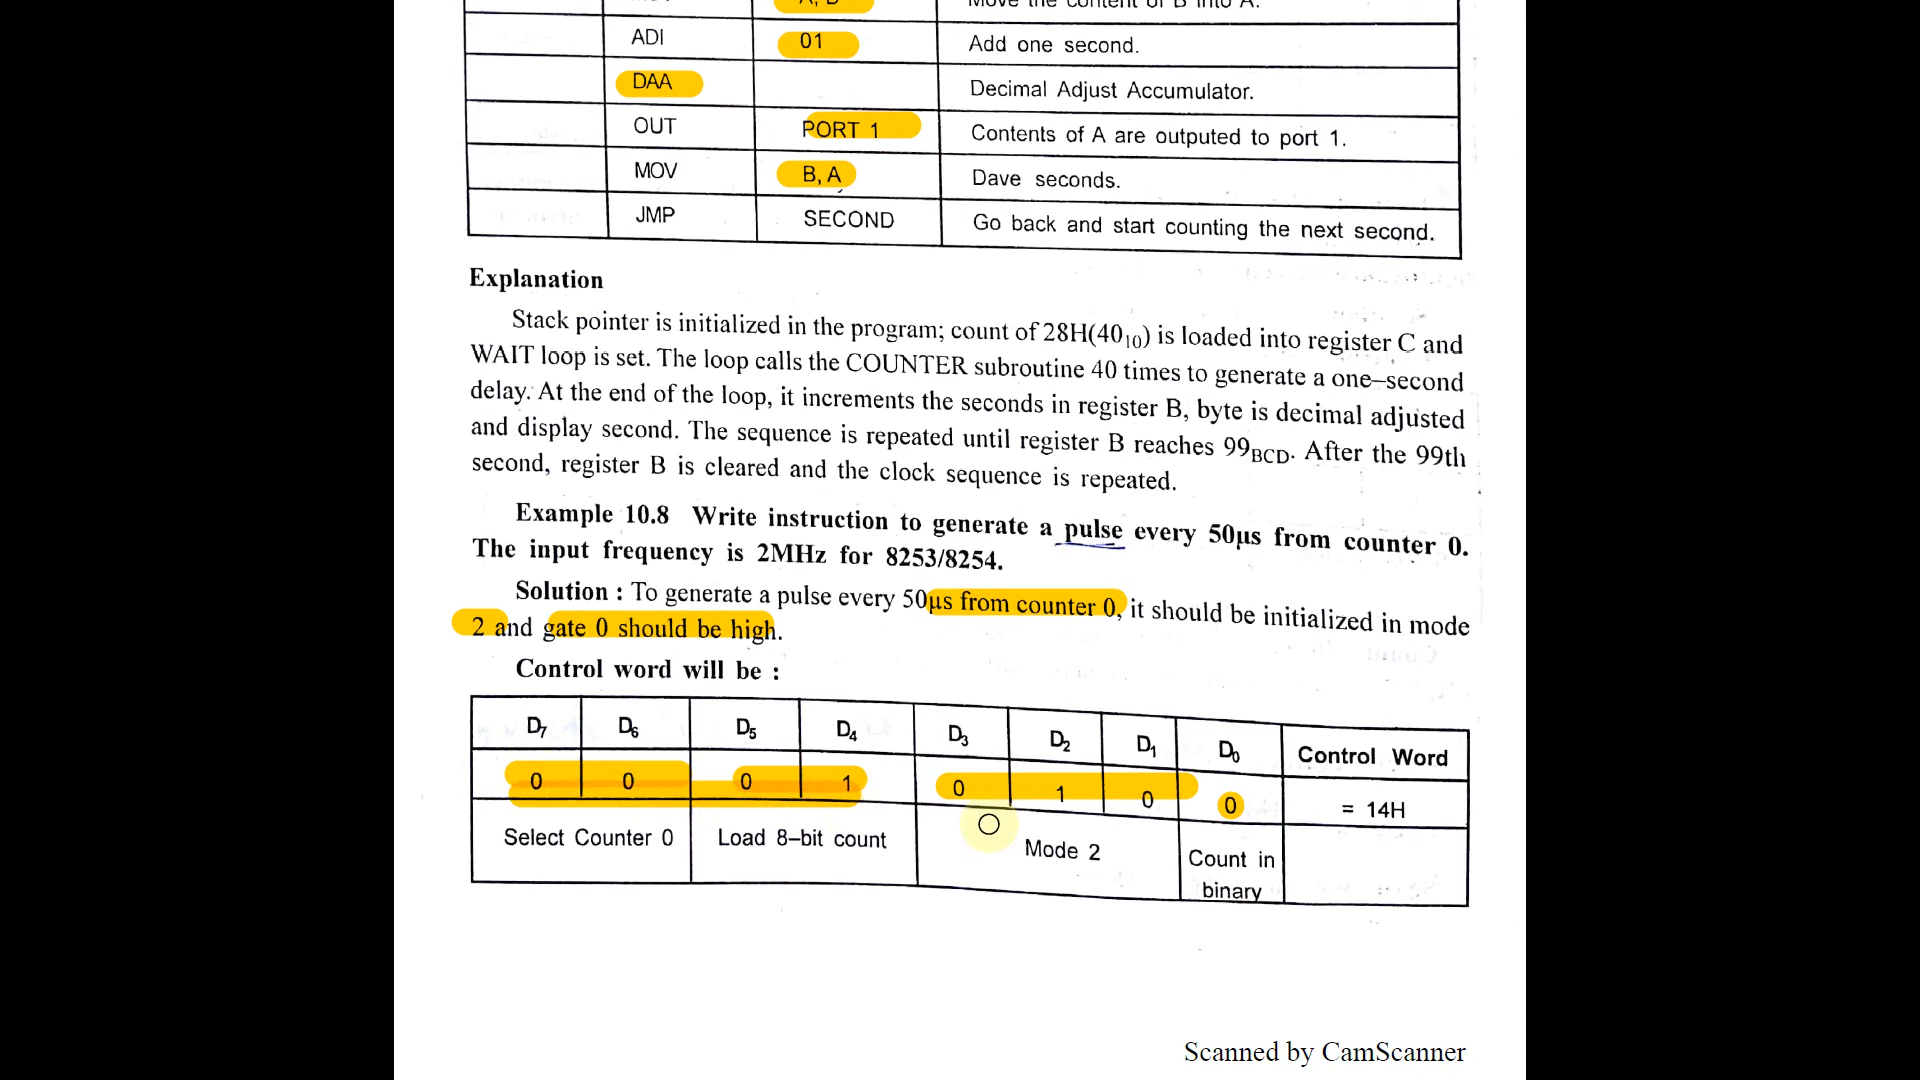 A, B Move the content of B into A.
ADI 01 Add one second.
DAA Decimal Adjust Accumulator.
OUT PORT 1 Contents of A are outputed to port 1.
MOV B, A Dave seconds.
JMP SECOND Go back and start counting the next second.
Explanation
Stack pointer is initialized in the program; count of 28H(40₁₀) is loaded into register C and
WAIT loop is set. The loop calls the COUNTER subroutine 40 times to generate a one–second
delay. At the end of the loop, it increments the seconds in register B, byte is decimal adjusted
and display second. The sequence is repeated until register B reaches 99BCD. After the 99th
second, register B is cleared and the clock sequence is repeated.
Example 10.8 Write instruction to generate a pulse every 50μs from counter 0.
The input frequency is 2MHz for 8253/8254.
Solution : To generate a pulse every 50μs from counter 0, it should be initialized in mode
2 and gate 0 should be high.
Control word will be :
D₇ D₆ D₅ D₄ D₃ D₂ D₁ D₀ Control Word
0 0 0 1 0 1 0 0 = 14H
Select Counter 0 Load 8–bit count Mode 2 Count in
binary
Scanned by CamScanner